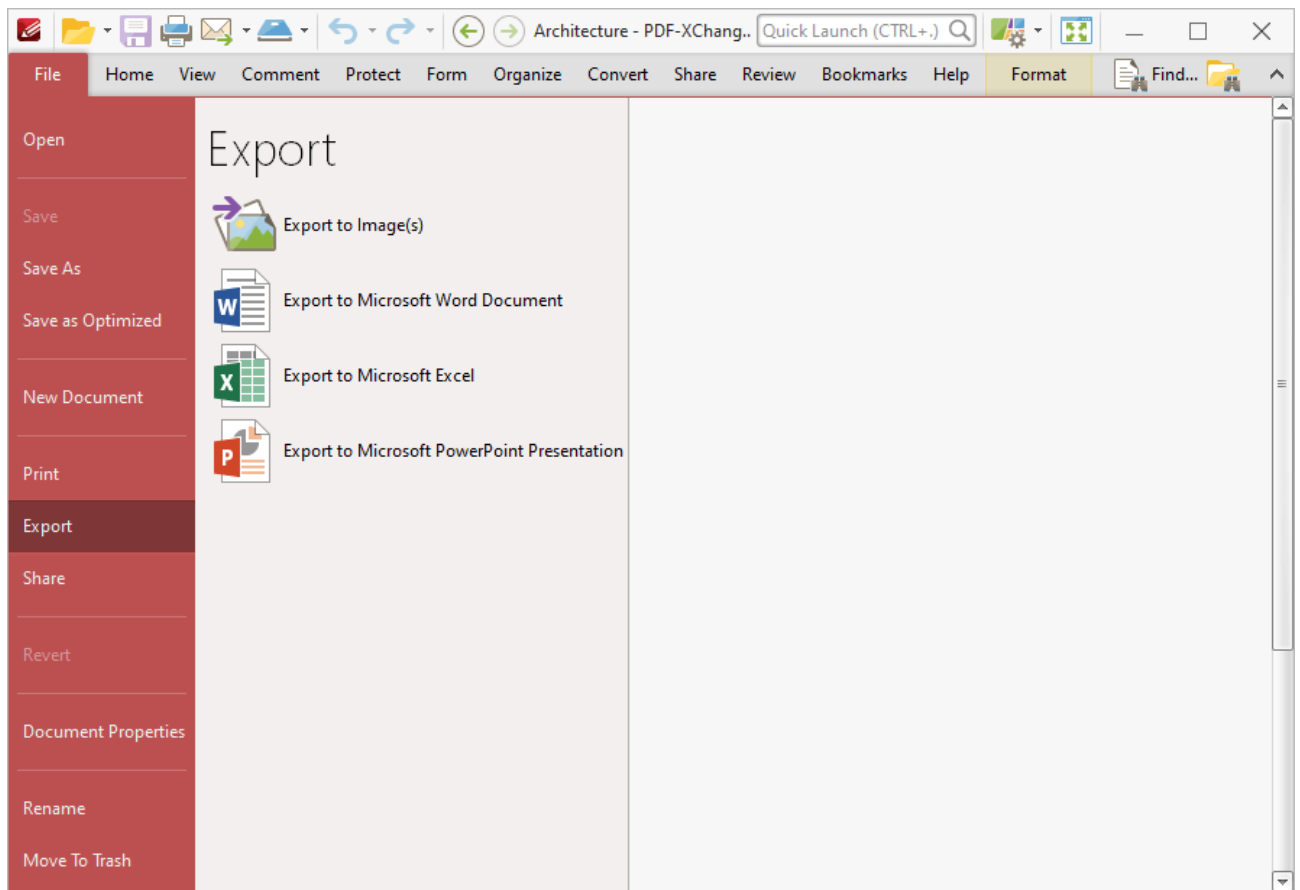 Architecture - PDF-XChang.. Quick Launch (CTRL+.)
File Home View Comment Protect Form Organize Convert Share Review Bookmarks Help Format Find...
Open
Save
Save As
Save as Optimized
New Document
Print
Export
Share
Revert
Document Properties
Rename
Move To Trash
Export
Export to Image(s)
W
Export to Microsoft Word Document
X
Export to Microsoft Excel
P
Export to Microsoft PowerPoint Presentation